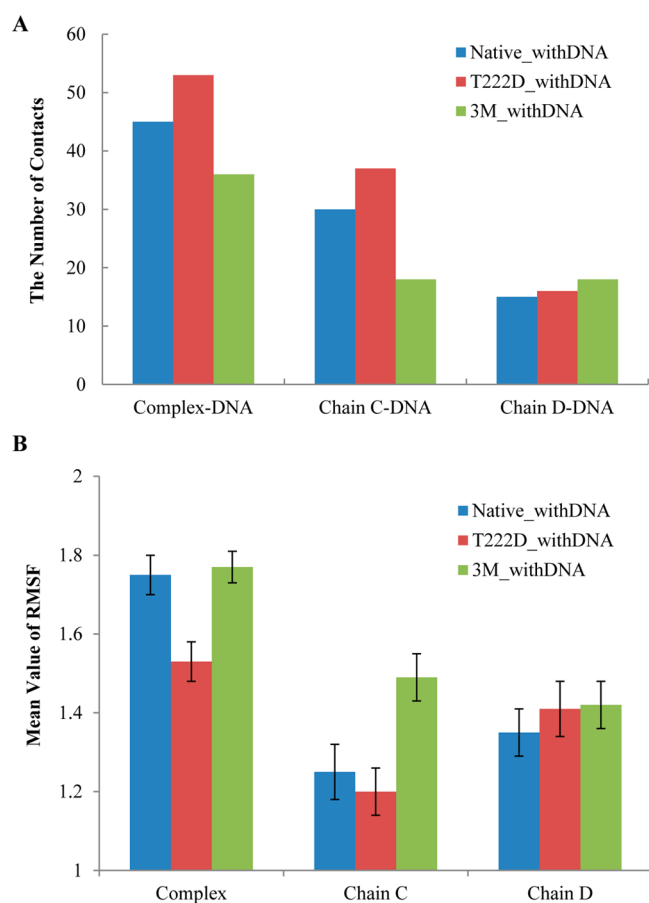 A
60
50
40
30
20
10
0
The Number of Contacts
Native_withDNA
T222D_withDNA
3M_withDNA
Complex-DNA
Chain C-DNA
Chain D-DNA
B
2
1.8
1.6
1.4
1.2
1
Mean Value of RMSF
Native_withDNA
T222D_withDNA
3M_withDNA
Complex
Chain C
Chain D